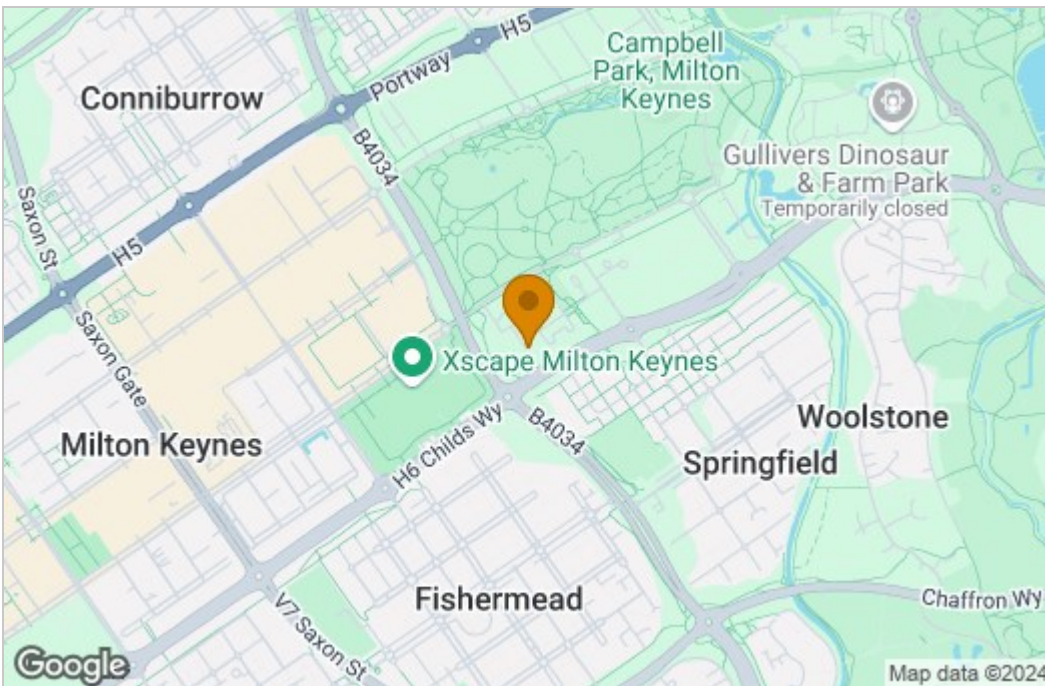 H5
Portway
Campbell
Park, Milton
Keynes
Conniburrow
B4034
Gullivers Dinosaur
& Farm Park
Temporarily closed
Saxon St
H5
Saxon Gate
Xscape Milton Keynes
Milton Keynes
H6 Childs Wy
B4034
Woolstone
Springfield
Fishermead
Chaffron Wy
V7 Saxon St
Google
Map data ©2024